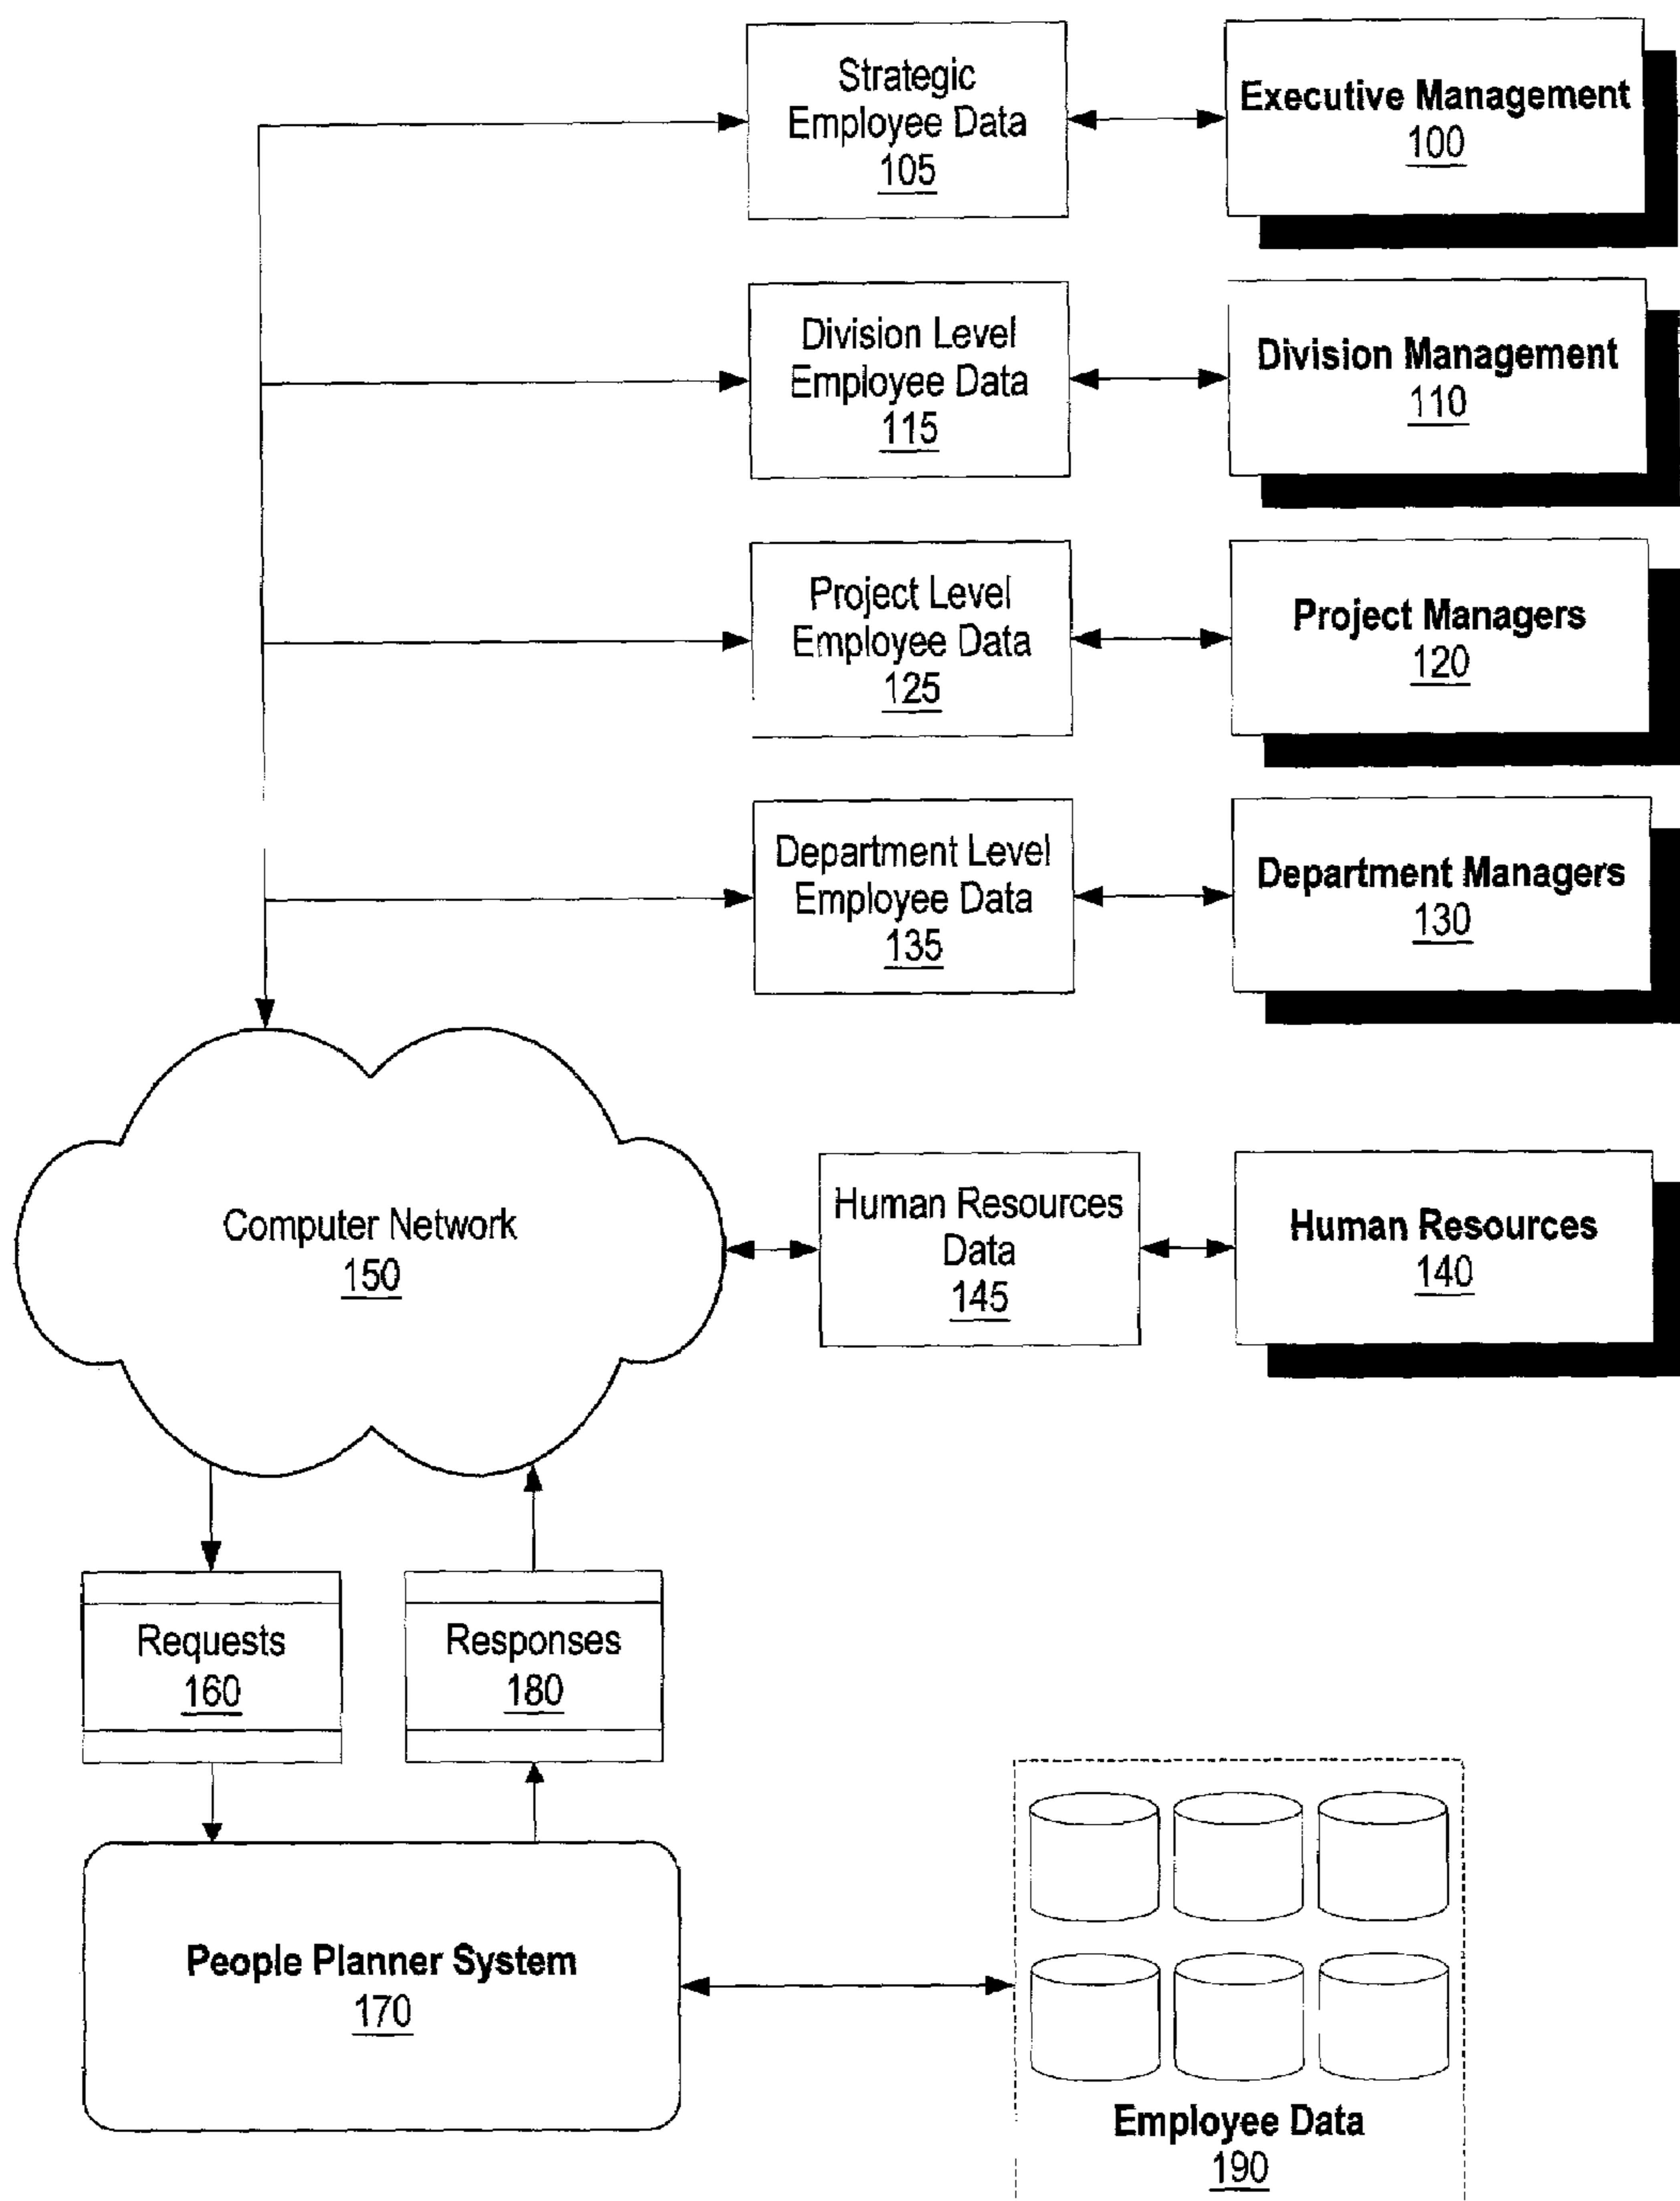 Strategic
Employee Data
105
Executive Management
100
Division Level
Employee Data
115
Division Management
110
Project Level
Employee Data
125
Project Managers
120
Department Level
Employee Data
135
Department Managers
130
Computer Network
150
Human Resources
Data
145
Human Resources
140
Requests
160
Responses
180
People Planner System
170
Employee Data
190